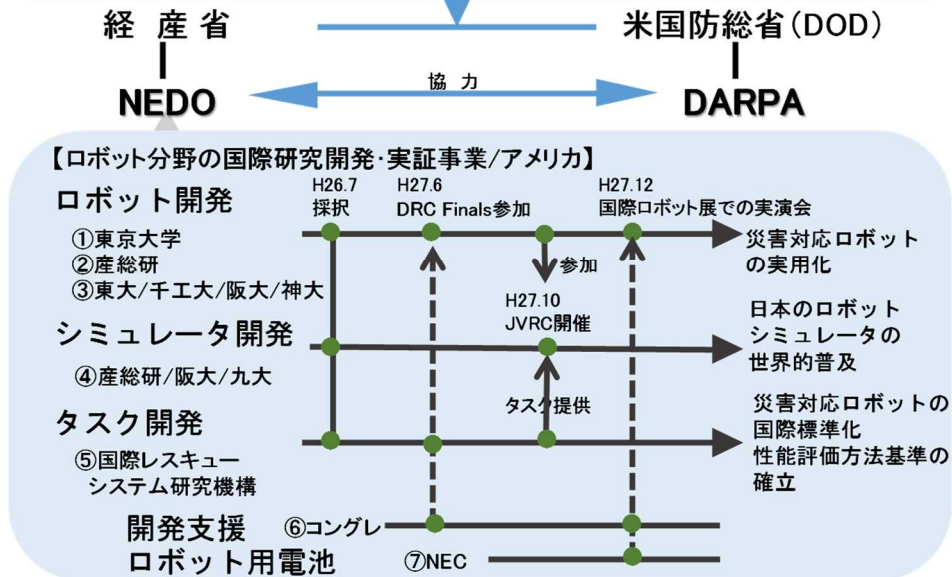 経 産 省
米国防総省(DOD)
協 力
NEDO
DARPA
【ロボット分野の国際研究開発・実証事業/アメリカ】
ロボット開発
H26.7
採択
H27.6
DRC Finals参加
H27.12
国際ロボット展での実演会
①東京大学
②産総研
③東大/千工大/阪大/神大
参加
災害対応ロボット
の実用化
H27.10
JVRC開催
シミュレータ開発
④産総研/阪大/九大
日本のロボット
シミュレータの
世界的普及
タスク提供
タスク開発
⑤国際レスキュー
システム研究機構
災害対応ロボットの
国際標準化
性能評価方法基準の
確立
開発支援
⑥コングレ
ロボット用電池
⑦NEC